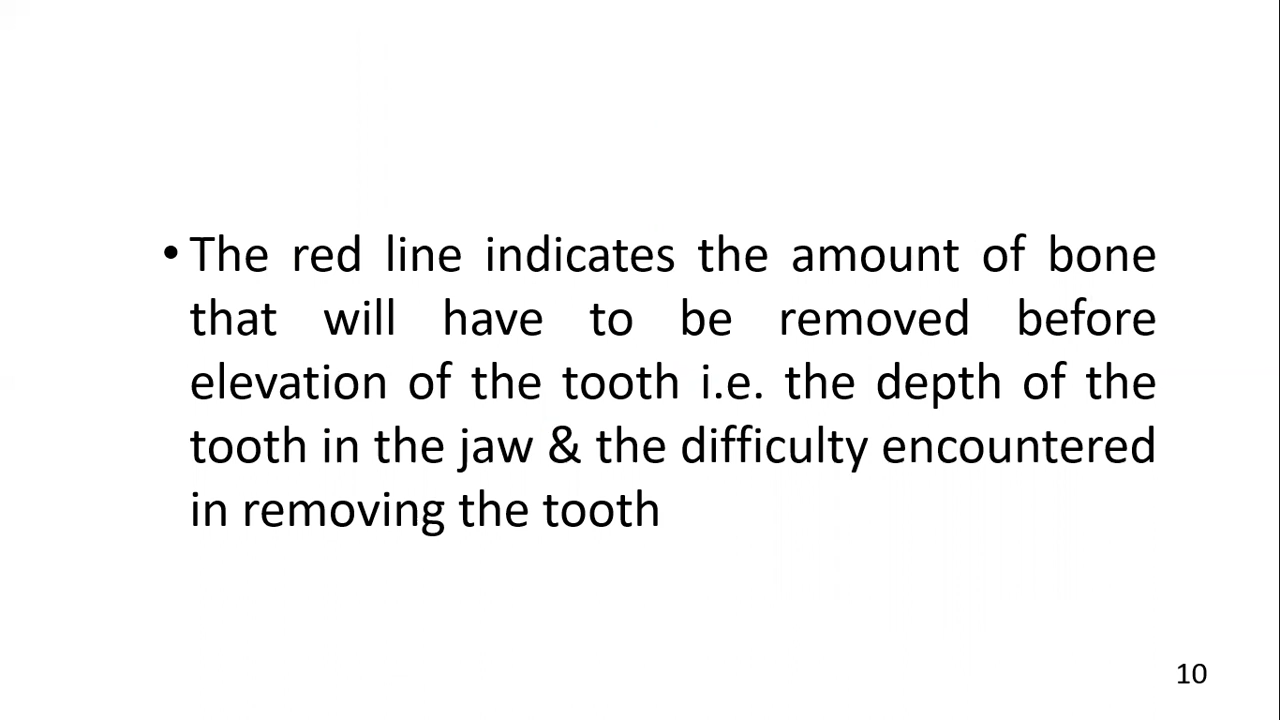 • The red line indicates the amount of bone
that will have to be removed before
elevation of the tooth i.e. the depth of the
tooth in the jaw & the difficulty encountered
in removing the tooth
10